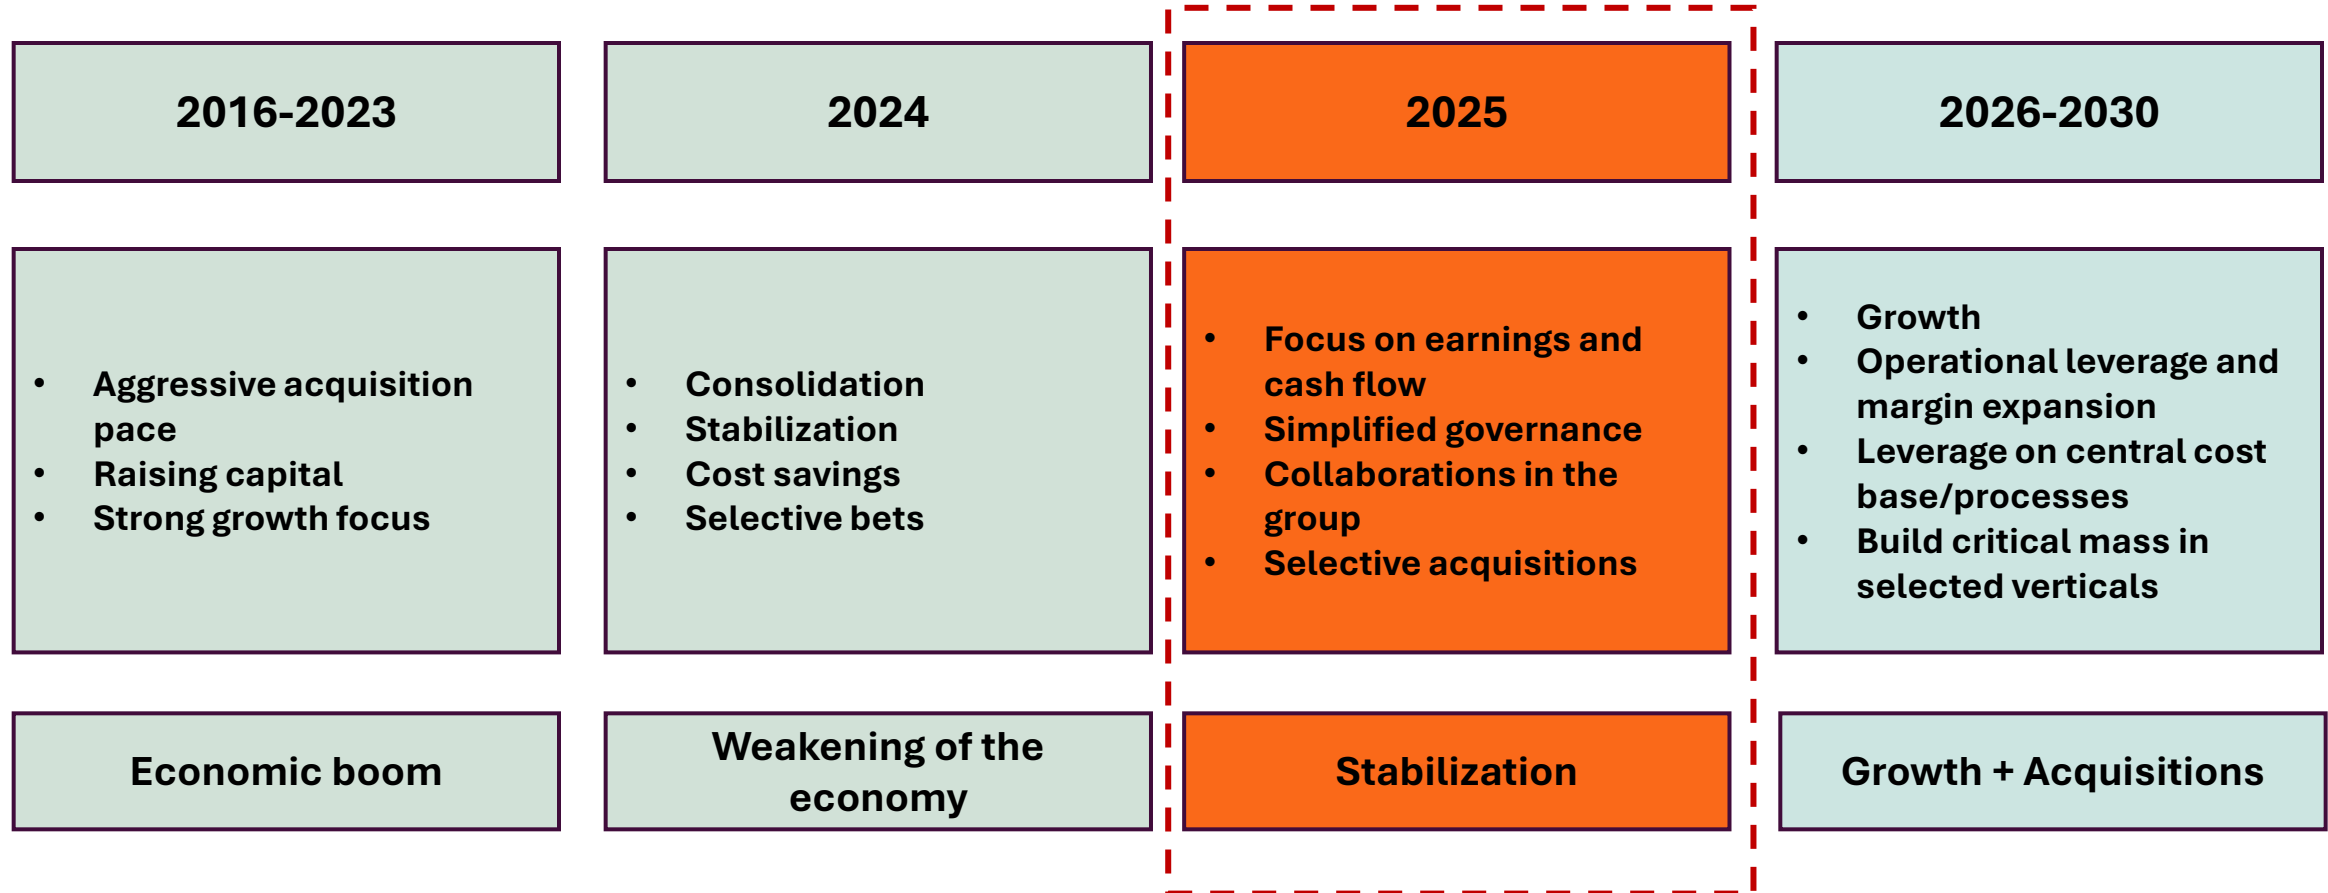 2016-2023
2024
2025
2026-2030
• Aggressive acquisition
pace
• Raising capital
• Strong growth focus
• Consolidation
• Stabilization
• Cost savings
• Selective bets
• Focus on earnings and
cash flow
• Simplified governance
• Collaborations in the
group
• Selective acquisitions
• Growth
• Operational leverage and
margin expansion
• Leverage on central cost
base/processes
• Build critical mass in
selected verticals
Economic boom
Weakening of the
economy
Stabilization
Growth + Acquisitions